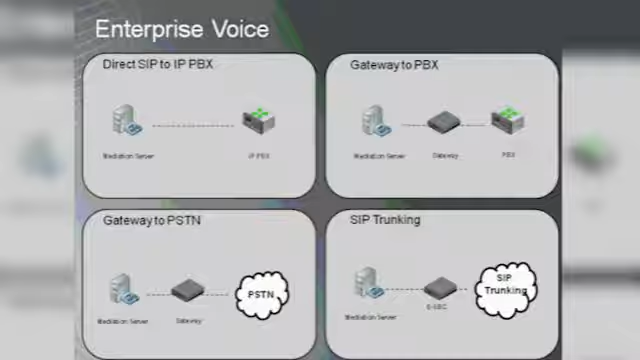 Enterprise Voice
Direct SIP to IP PBX
Mediation Server
IP PBX
Gateway to PBX
Mediation Server
Gateway
PBX
Gateway to PSTN
Mediation Server
Gateway
PSTN
SIP Trunking
Mediation Server
E-SBC
SIP
Trunking